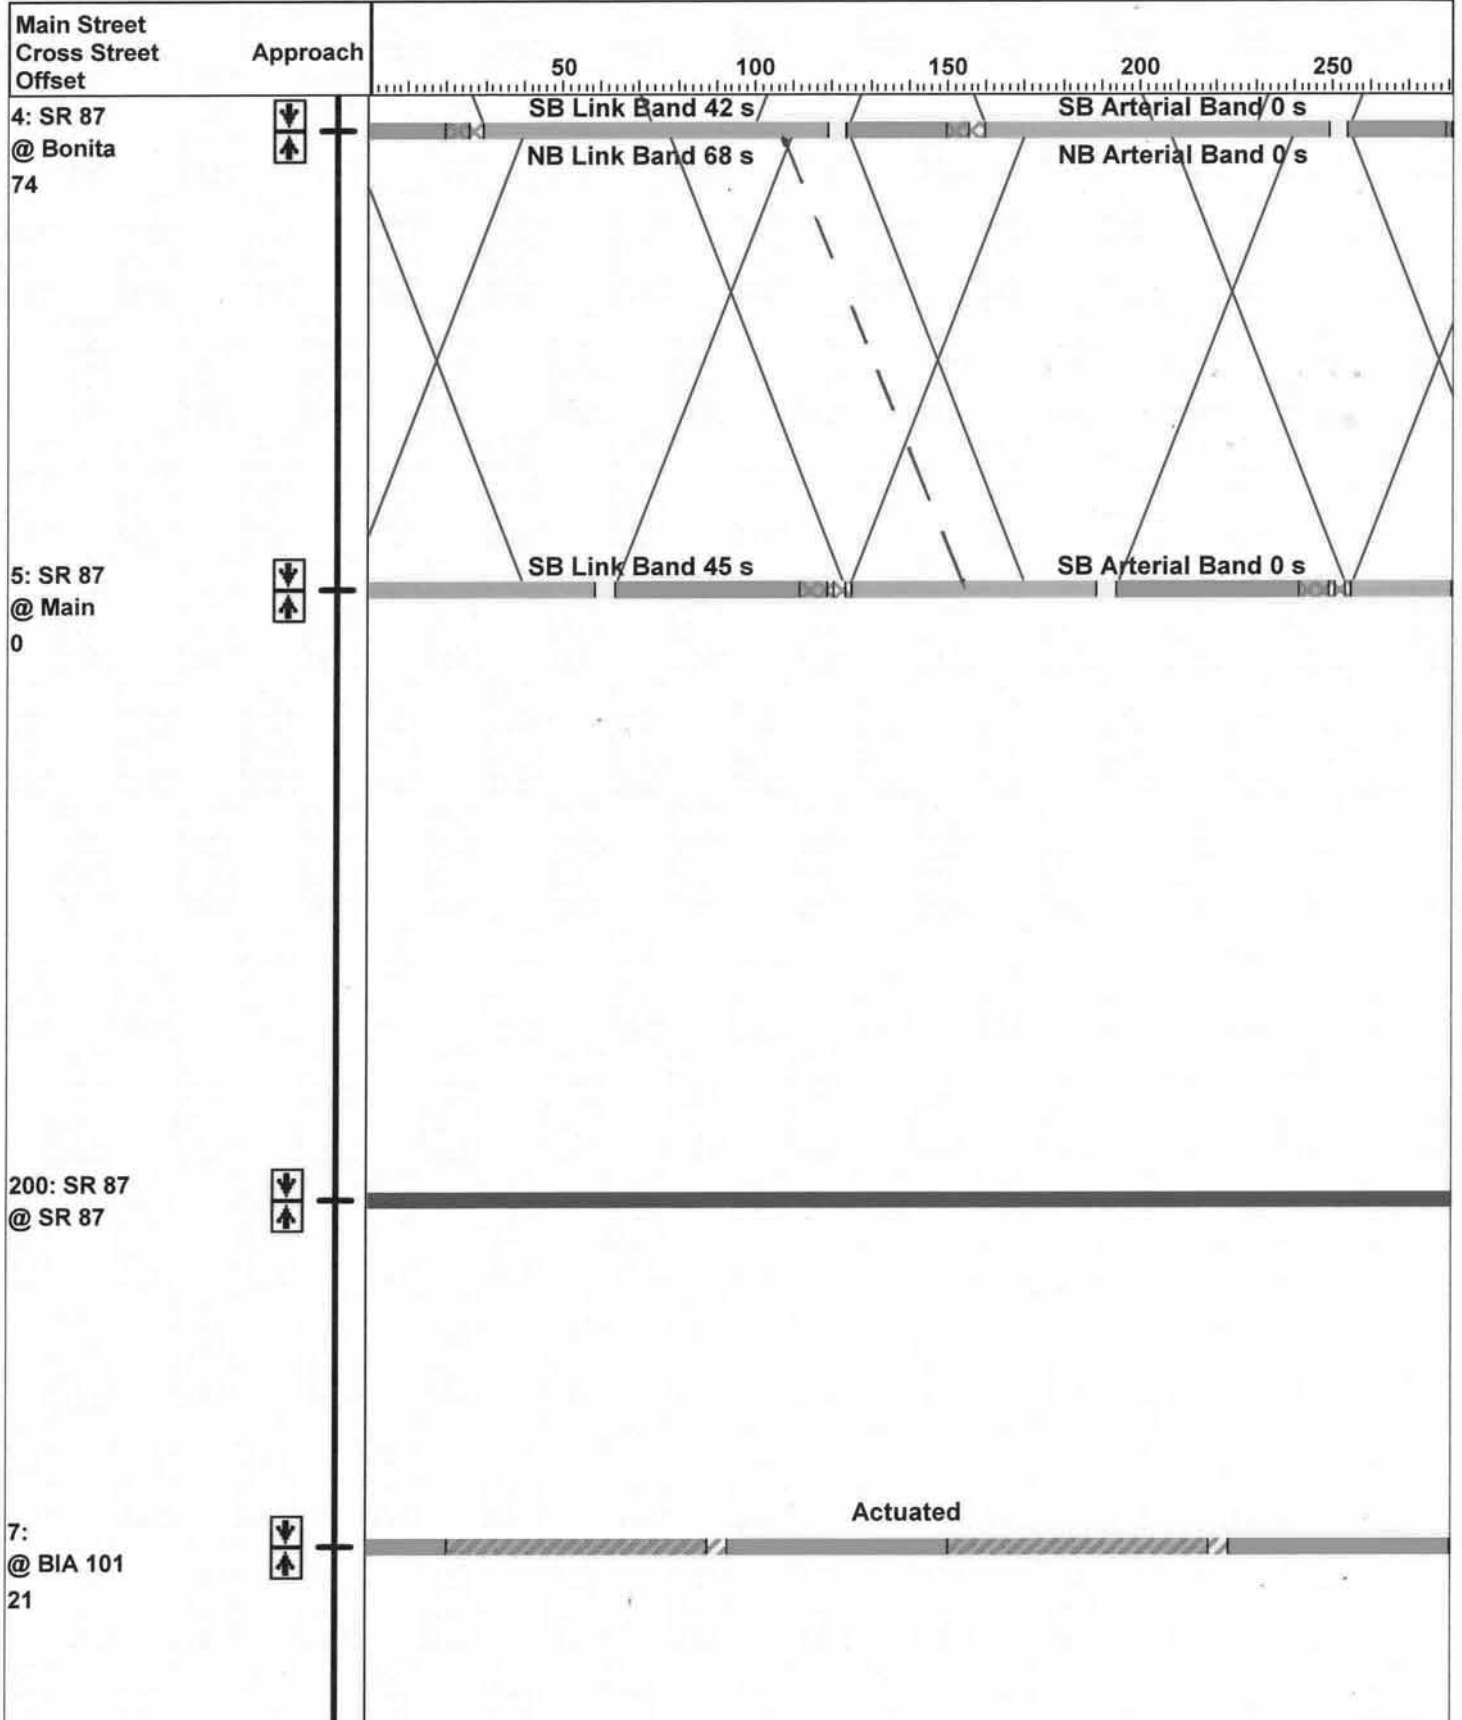 Main Street
Cross Street Approach
Offset
50 100 150 200 250
4: SR 87
@ Bonita
74
SB Link Band 42 s SB Arterial Band 0 s
NB Link Band 68 s NB Arterial Band 0 s
5: SR 87
@ Main
0
SB Link Band 45 s SB Arterial Band 0 s
200: SR 87
@ SR 87
7:
@ BIA 101
21
Actuated